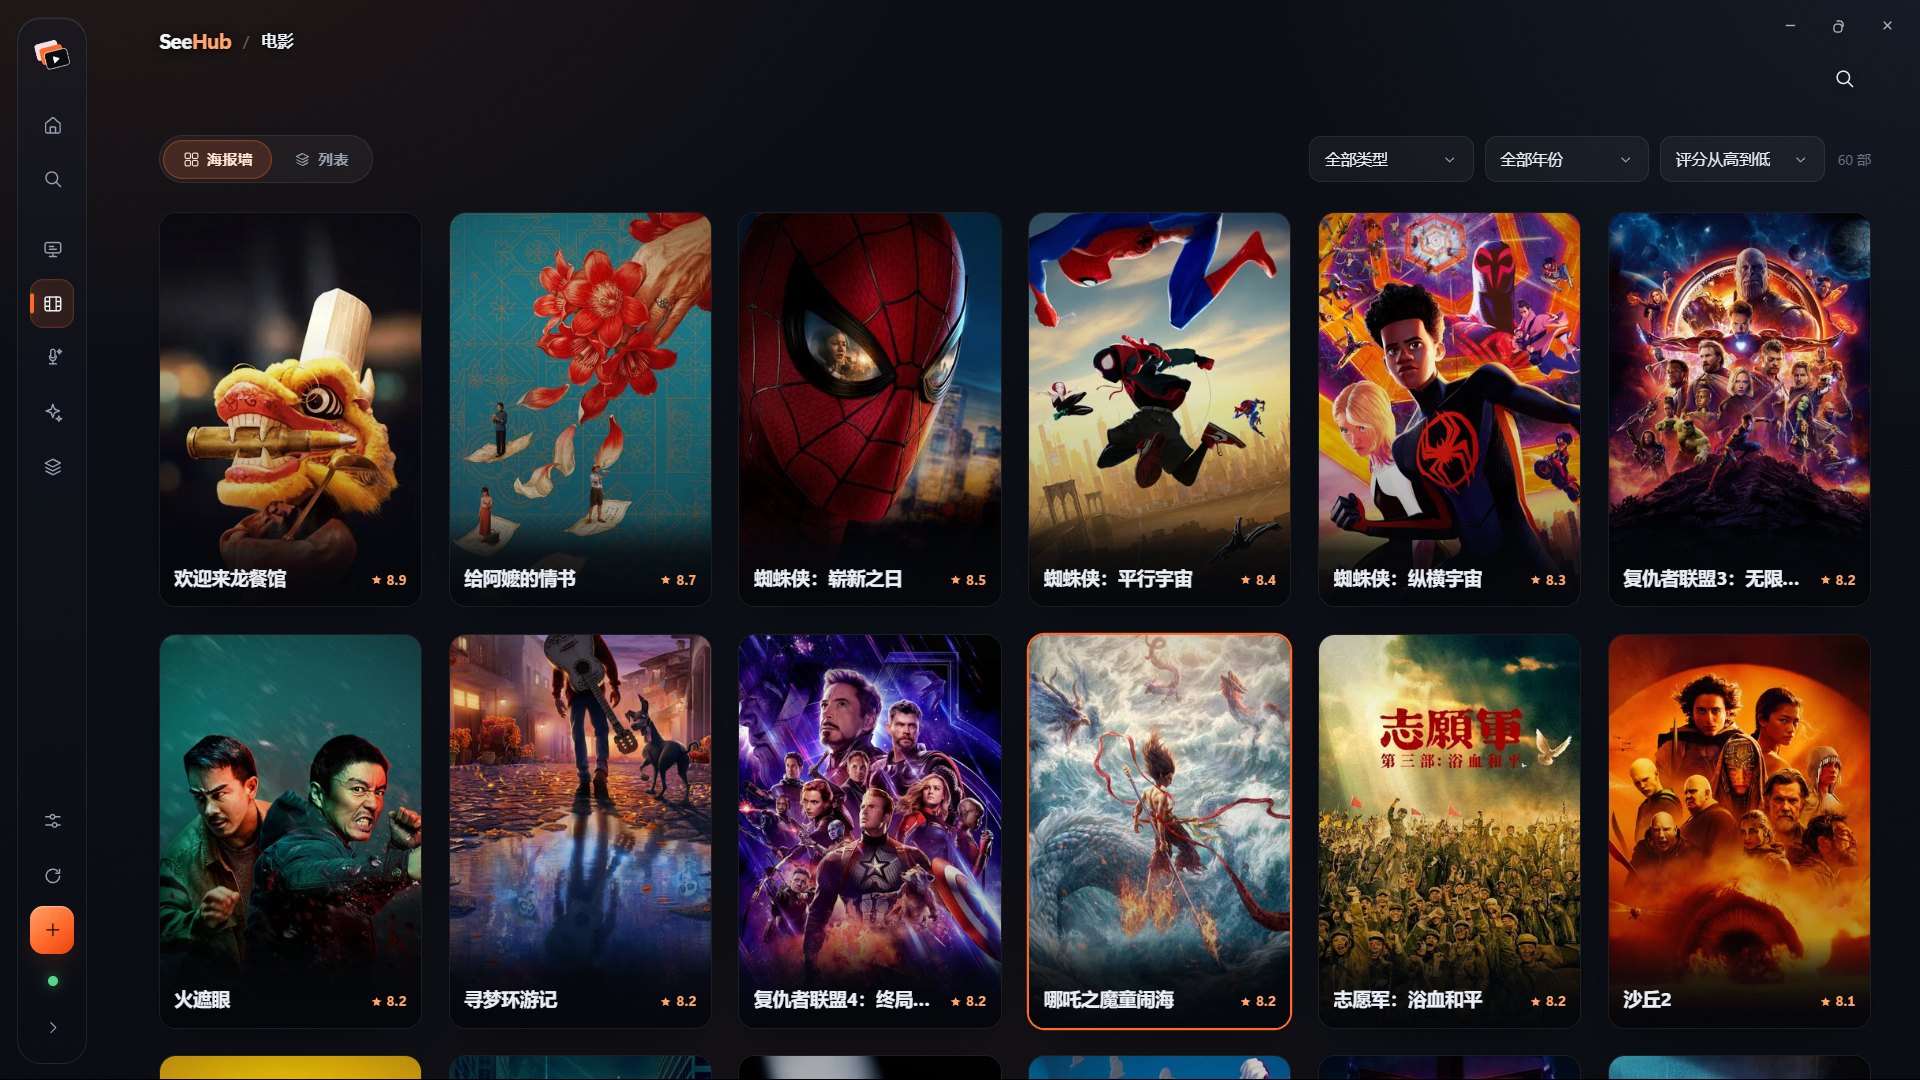 SeeHub / 电影
海报墙 列表 全部类型 全部年份 评分从高到低 60 部
欢迎来龙餐馆 8.9
给阿嬷的情书 8.7
蜘蛛侠：崭新之日 8.5
蜘蛛侠：平行宇宙 8.4
蜘蛛侠：纵横宇宙 8.3
复仇者联盟3：无限... 8.2
志願軍
第三部：浴血和平
火遮眼 8.2
寻梦环游记 8.2
复仇者联盟4：终局... 8.2
哪吒之魔童闹海 8.2
志愿军：浴血和平 8.2
沙丘2 8.1